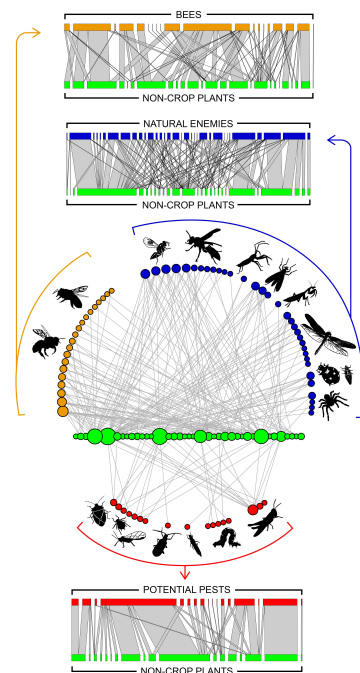 BEES
NON-CROP PLANTS
NATURAL ENEMIES
NON-CROP PLANTS
POTENTIAL PESTS
NON-CROP PLANTS